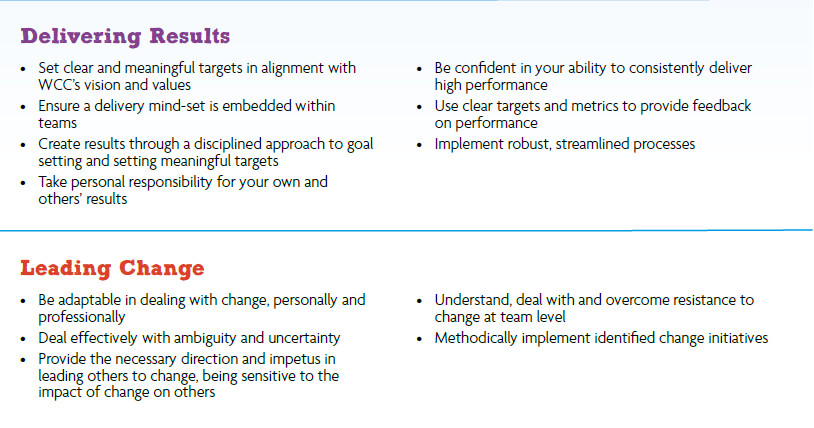 Delivering Results
• Set clear and meaningful targets in alignment with
WCC's vision and values
• Ensure a delivery mind-set is embedded within
teams
• Create results through a disciplined approach to goal
setting and setting meaningful targets
• Take personal responsibility for your own and
others' results
• Be confident in your ability to consistently deliver
high performance
• Use clear targets and metrics to provide feedback
on performance
• Implement robust, streamlined processes
Leading Change
• Be adaptable in dealing with change, personally and
professionally
• Deal effectively with ambiguity and uncertainty
• Provide the necessary direction and impetus in
leading others to change, being sensitive to the
impact of change on others
• Understand, deal with and overcome resistance to
change at team level
• Methodically implement identified change initiatives